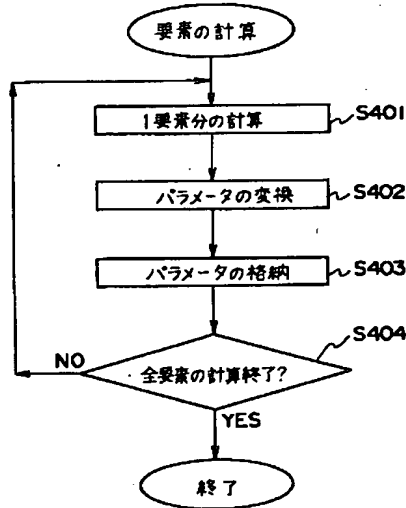 要素の計算
1要素分の計算
S401
パラメータの変換
S402
パラメータの格納
S403
S404
全要素の計算終了?
NO
YES
終了